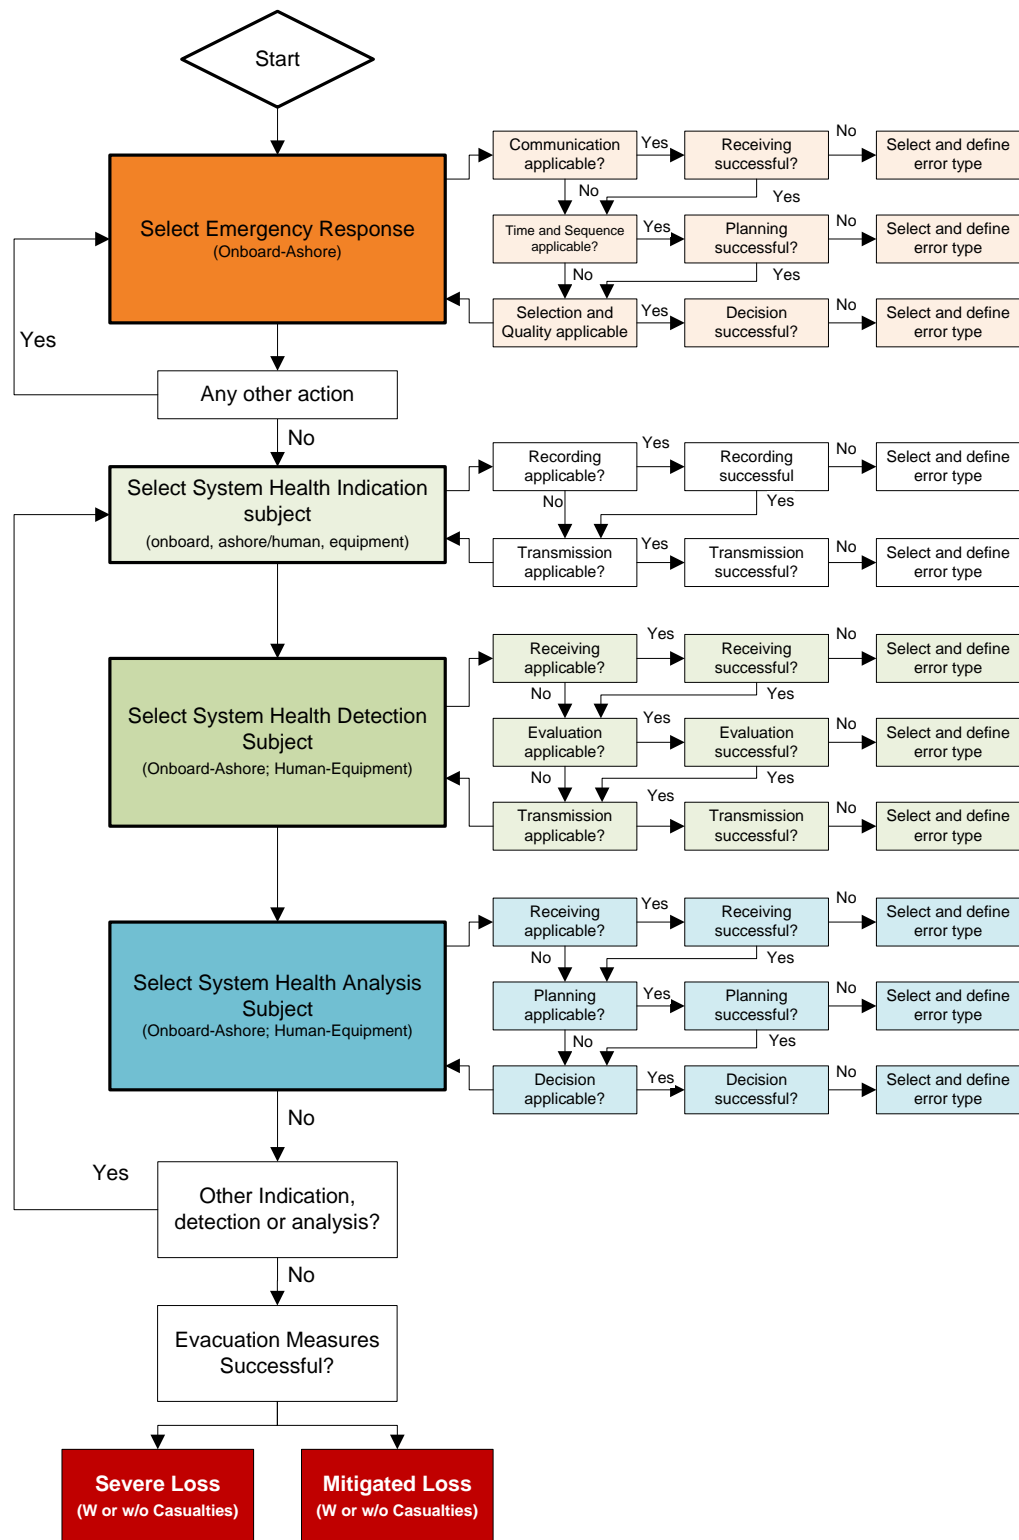 Start
Select Emergency Response
(Onboard-Ashore)
Communication
applicable?
Yes
Receiving
successful?
No
Select and define
error type
No
Yes
Time and Sequence
applicable?
Yes
Planning
successful?
No
Select and define
error type
No
Yes
Selection and
Quality applicable
Yes
Decision
successful?
No
Select and define
error type
Yes
Any other action
No
Select System Health Indication
subject
(onboard, ashore/human, equipment)
Recording
applicable?
Yes
Recording
successful
No
Select and define
error type
No
Yes
Transmission
applicable?
Yes
Transmission
successful?
No
Select and define
error type
Select System Health Detection
Subject
(Onboard-Ashore; Human-Equipment)
Receiving
applicable?
Yes
Receiving
successful?
No
Select and define
error type
No
Yes
Evaluation
applicable?
Yes
Evaluation
successful?
No
Select and define
error type
No
Yes
Transmission
applicable?
Yes
Transmission
successful?
No
Select and define
error type
Select System Health Analysis
Subject
(Onboard-Ashore; Human-Equipment)
Receiving
applicable?
Yes
Receiving
successful?
No
Select and define
error type
No
Yes
Planning
applicable?
Yes
Planning
successful?
No
Select and define
error type
No
Yes
Decision
applicable?
Yes
Decision
successful?
No
Select and define
error type
No
Yes
Other Indication,
detection or analysis?
No
Evacuation Measures
Successful?
Severe Loss
(W or w/o Casualties)
Mitigated Loss
(W or w/o Casualties)